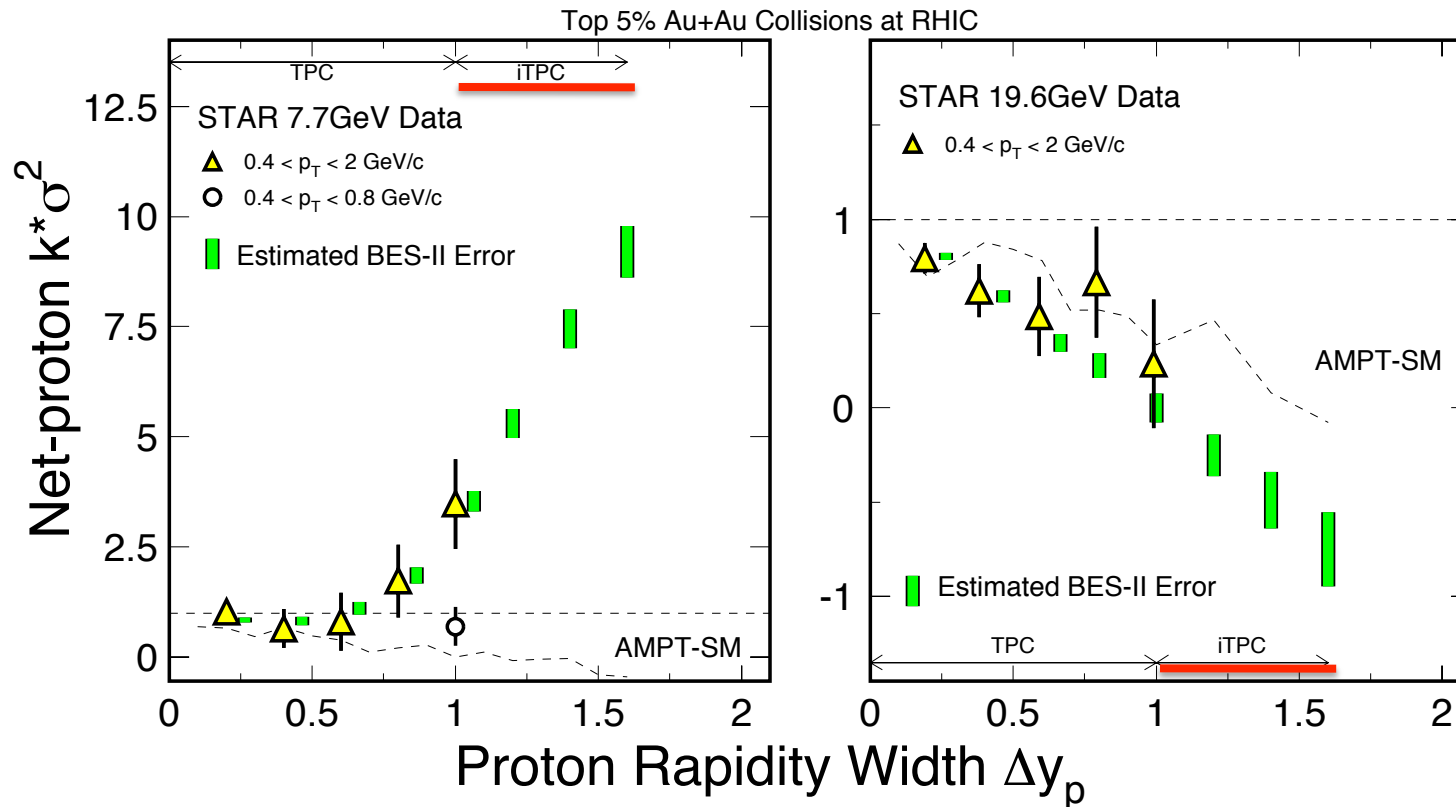 Top 5% Au+Au Collisions at RHIC
Net-proton k*σ²
TPC
iTPC
STAR 7.7GeV Data
0.4 < p_T < 2 GeV/c
0.4 < p_T < 0.8 GeV/c
Estimated BES-II Error
12.5
10
7.5
5
2.5
0
AMPT-SM
0 0.5 1 1.5 2
STAR 19.6GeV Data
0.4 < p_T < 2 GeV/c
1
0
-1
AMPT-SM
Estimated BES-II Error
TPC
iTPC
0 0.5 1 1.5 2
Proton Rapidity Width Δy_p